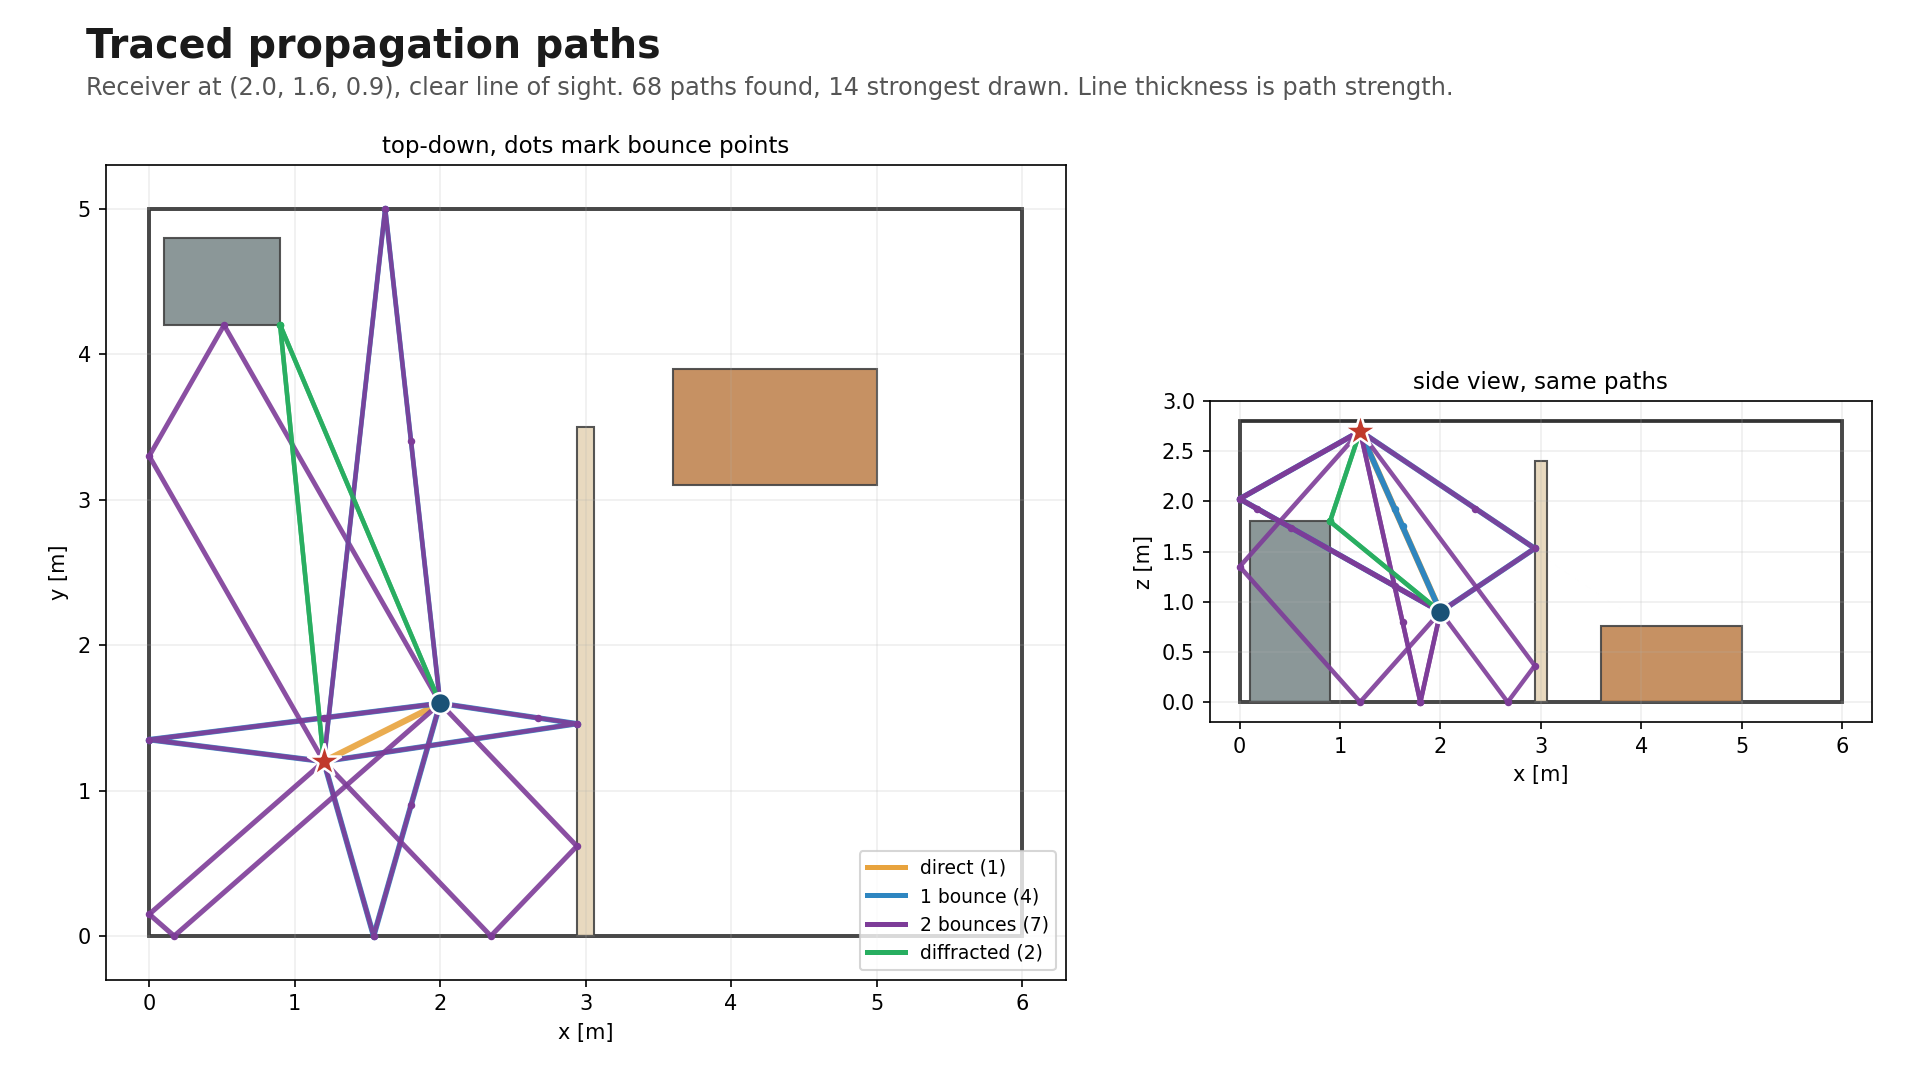 Traced propagation paths
Receiver at (2.0, 1.6, 0.9), clear line of sight. 68 paths found, 14 strongest drawn. Line thickness is path strength.
top-down, dots mark bounce points
5
4
3
2
1
0
y [m]
0 1 2 3 4 5 6
x [m]
direct (1)
1 bounce (4)
2 bounces (7)
diffracted (2)
side view, same paths
3.0
2.5
2.0
1.5
1.0
0.5
0.0
z [m]
0 1 2 3 4 5 6
x [m]